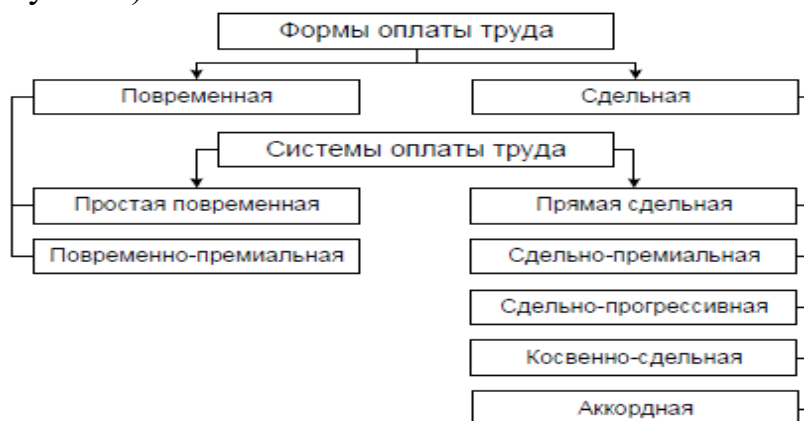 Формы оплаты труда
Повременная
Сдельная
Системы оплаты труда
Простая повременная
Прямая сдельная
Повременно-премиальная
Сдельно-премиальная
Сдельно-прогрессивная
Косвенно-сдельная
Аккордная